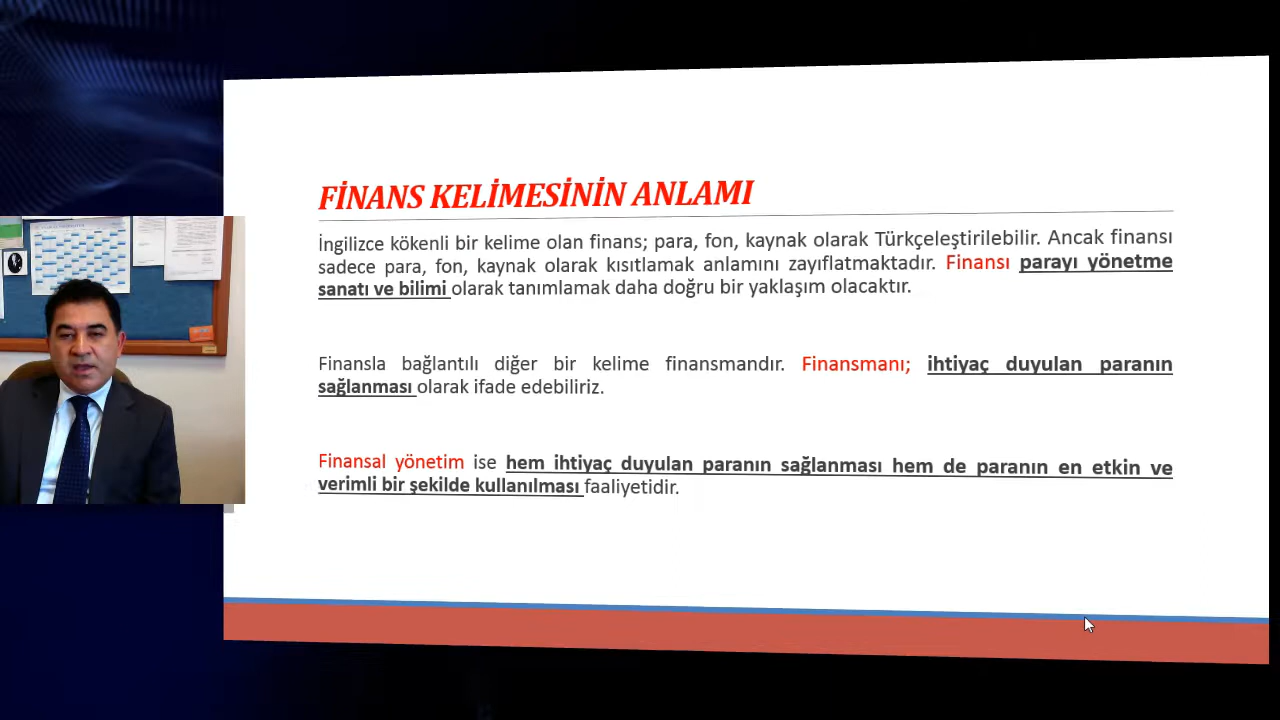 FİNANS KELİMESİNİN ANLAMI
İngilizce kökenli bir kelime olan finans; para, fon, kaynak olarak Türkçeleştirilebilir. Ancak finansı
sadece para, fon, kaynak olarak kısıtlamak anlamını zayıflatmaktadır. Finansı parayı yönetme
sanatı ve bilimi olarak tanımlamak daha doğru bir yaklaşım olacaktır.
Finansla bağlantılı diğer bir kelime finansmandır. Finansmanı; ihtiyaç duyulan paranın
sağlanması olarak ifade edebiliriz.
Finansal yönetim ise hem ihtiyaç duyulan paranın sağlanması hem de paranın en etkin ve
verimli bir şekilde kullanılması faaliyetidir.